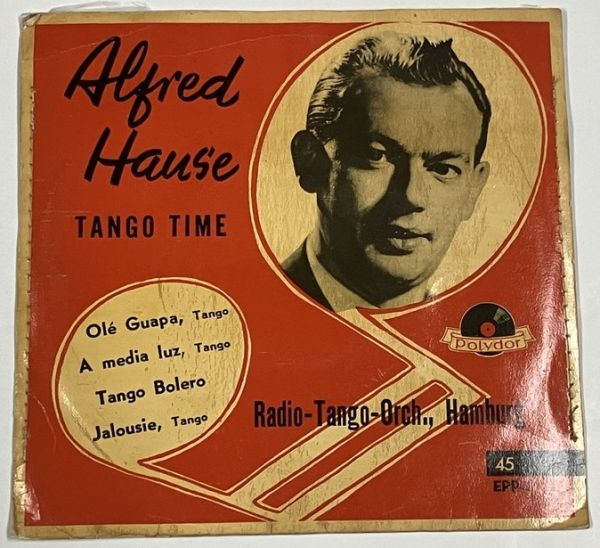 Alfred
Hause
TANGO TIME
Olé Guapa, Tango
A media luz, Tango
Tango Bolero
Jalousie, Tango
Polydor
Radio-Tango-Orch., Hamburg
45
EPP